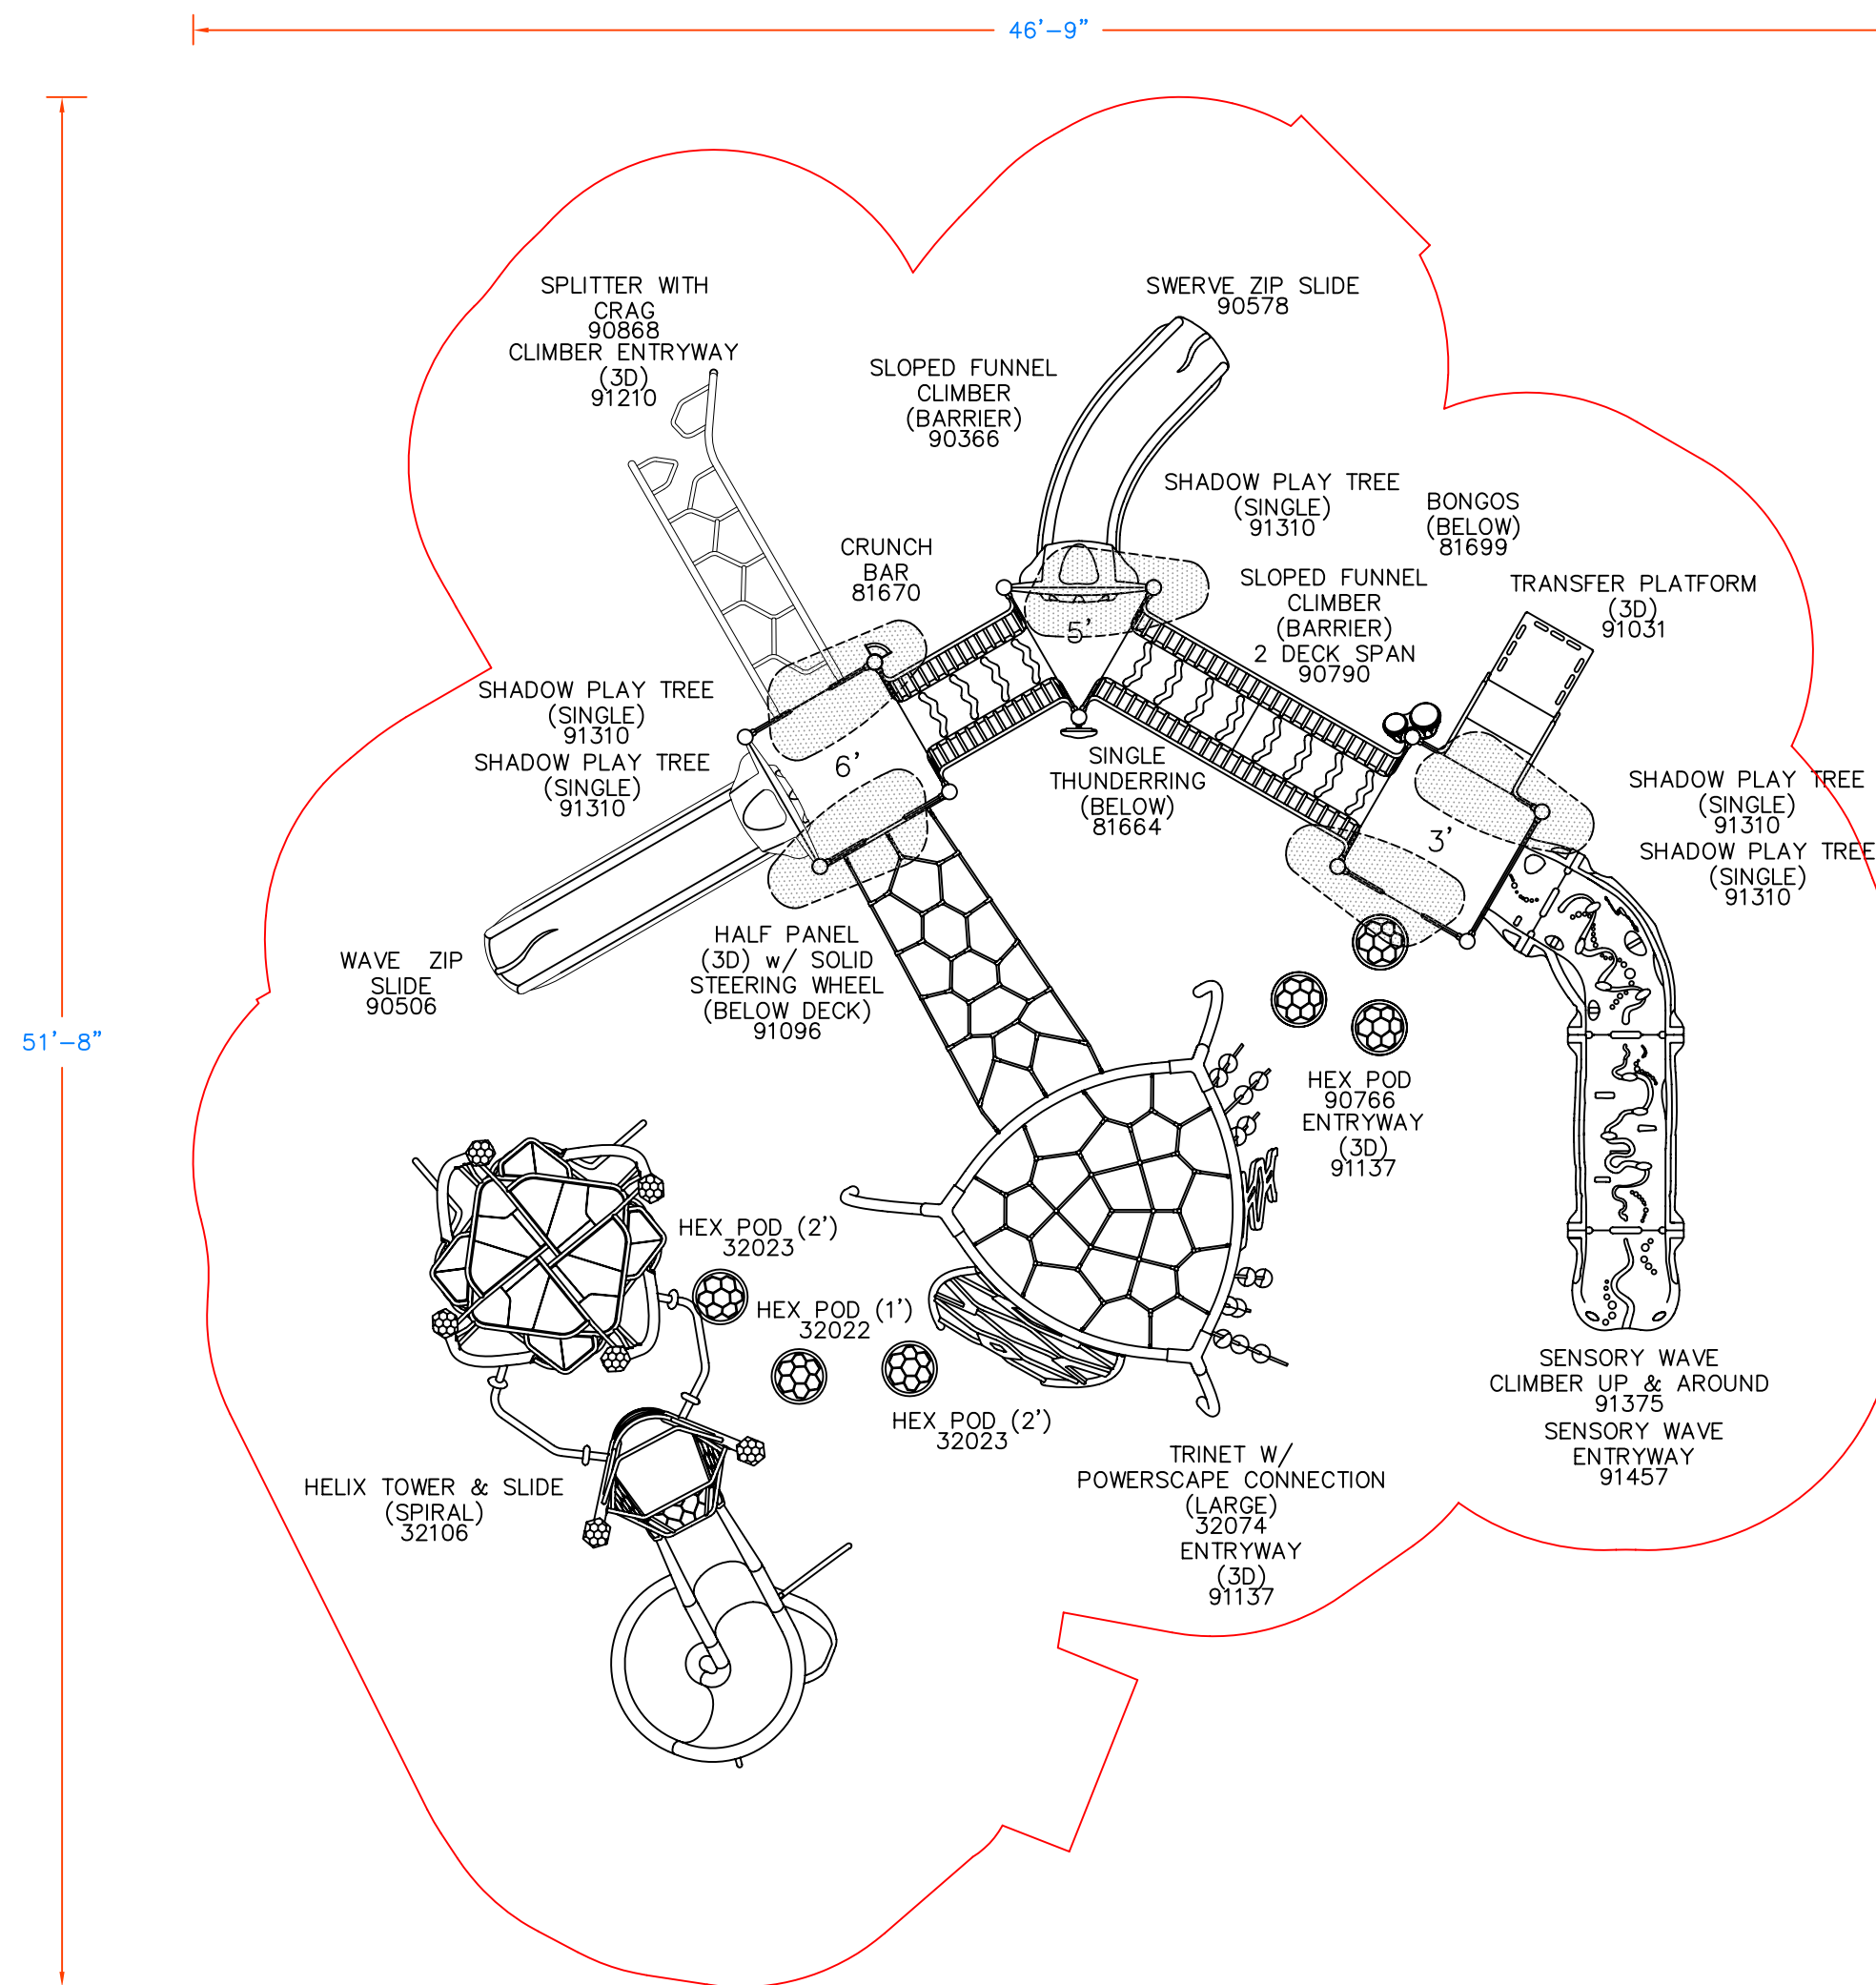 46'-9"
SPLITTER WITH
CRAG
90868
CLIMBER ENTRYWAY
(3D)
91210
SWERVE ZIP SLIDE
90578
SLOPED FUNNEL
CLIMBER
(BARRIER)
90366
SHADOW PLAY TREE
(SINGLE)
91310
BONGOS
(BELOW)
81699
CRUNCH
BAR
81670
SLOPED FUNNEL
CLIMBER
(BARRIER)
2 DECK SPAN
90790
TRANSFER PLATFORM
(3D)
91031
5'
SHADOW PLAY TREE
(SINGLE)
91310
SHADOW PLAY TREE
(SINGLE)
91310
6'
SINGLE
THUNDERRING
(BELOW)
81664
3'
SHADOW PLAY TREE
(SINGLE)
91310
SHADOW PLAY TREE
(SINGLE)
91310
WAVE ZIP
SLIDE
90506
HALF PANEL
(3D) w/ SOLID
STEERING WHEEL
(BELOW DECK)
91096
51'-8"
HEX POD
90766
ENTRYWAY
(3D)
91137
HEX POD (2')
32023
HEX POD (1')
32022
HEX POD (2')
32023
SENSORY WAVE
CLIMBER UP & AROUND
91375
SENSORY WAVE
ENTRYWAY
91457
HELIX TOWER & SLIDE
(SPIRAL)
32106
TRINET W/
POWERSCAPE CONNECTION
(LARGE)
32074
ENTRYWAY
(3D)
91137